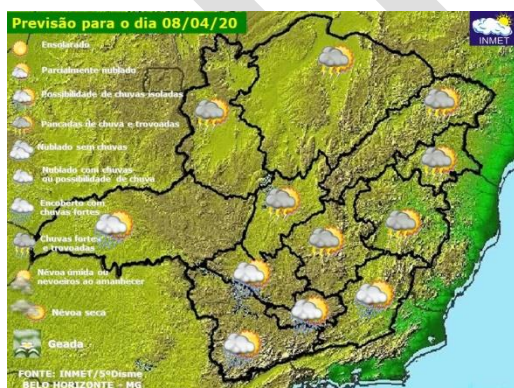 Previsão para o dia 08/04/20
INMET
Ensolarado
Parcialmente nublado
Possibilidade de chuvas isoladas
Pancadas de chuva e trovoadas
Nublado sem chuvas
Nublado com chuvas
ou possibilidade de chuva
Encoberto com
chuvas fortes
Chuvas fortes
e trovoadas
Névoa úmida ou
nevoeiros ao amanhecer
Névoa seca
Geada
FONTE: INMET/5ºDisme
BELO HORIZONTE - MG